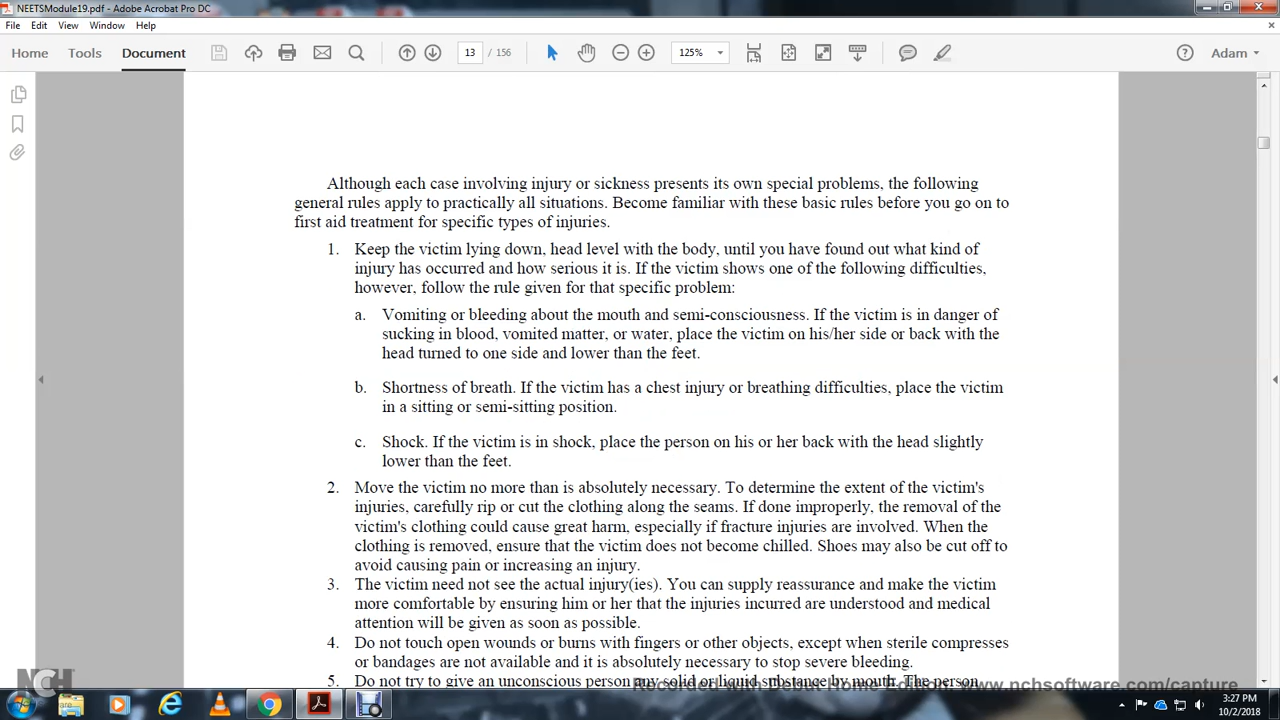 NEETSModule19.pdf - Adobe Acrobat Pro DC
File Edit View Window Help
Home Tools Document 13 / 156 125% Adam
Although each case involving injury or sickness presents its own special problems, the following
general rules apply to practically all situations. Become familiar with these basic rules before you go on to
first aid treatment for specific types of injuries.
1. Keep the victim lying down, head level with the body, until you have found out what kind of
injury has occurred and how serious it is. If the victim shows one of the following difficulties,
however, follow the rule given for that specific problem:
a. Vomiting or bleeding about the mouth and semi-consciousness. If the victim is in danger of
sucking in blood, vomited matter, or water, place the victim on his/her side or back with the
head turned to one side and lower than the feet.
b. Shortness of breath. If the victim has a chest injury or breathing difficulties, place the victim
in a sitting or semi-sitting position.
c. Shock. If the victim is in shock, place the person on his or her back with the head slightly
lower than the feet.
2. Move the victim no more than is absolutely necessary. To determine the extent of the victim's
injuries, carefully rip or cut the clothing along the seams. If done improperly, the removal of the
victim's clothing could cause great harm, especially if fracture injuries are involved. When the
clothing is removed, ensure that the victim does not become chilled. Shoes may also be cut off to
avoid causing pain or increasing an injury.
3. The victim need not see the actual injury(ies). You can supply reassurance and make the victim
more comfortable by ensuring him or her that the injuries incurred are understood and medical
attention will be given as soon as possible.
4. Do not touch open wounds or burns with fingers or other objects, except when sterile compresses
or bandages are not available and it is absolutely necessary to stop severe bleeding.
5. Do not try to give an unconscious person any solid or liquid substance by mouth. The person
Recorded with Debut Home Edition: www.nchsoftware.com/capture
NCH
3:27 PM
10/2/2018